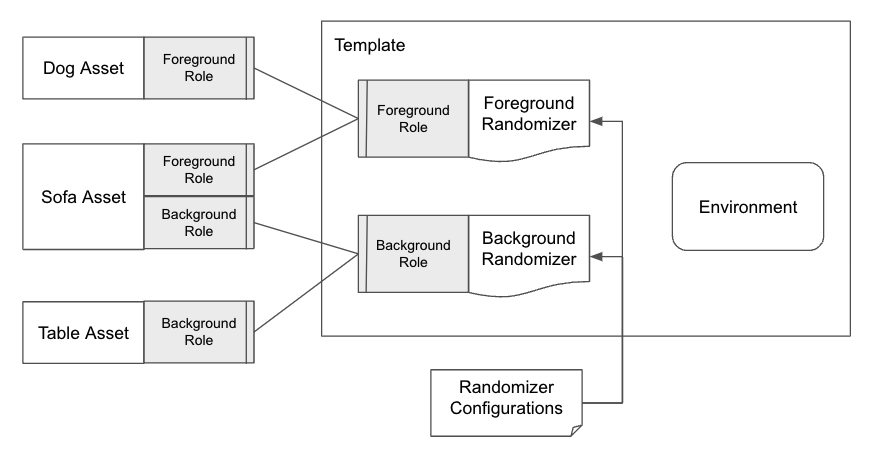 Dog Asset
Foreground
Role
Sofa Asset
Foreground
Role
Background
Role
Table Asset
Background
Role
Template
Foreground
Role
Foreground
Randomizer
Background
Role
Background
Randomizer
Environment
Randomizer
Configurations